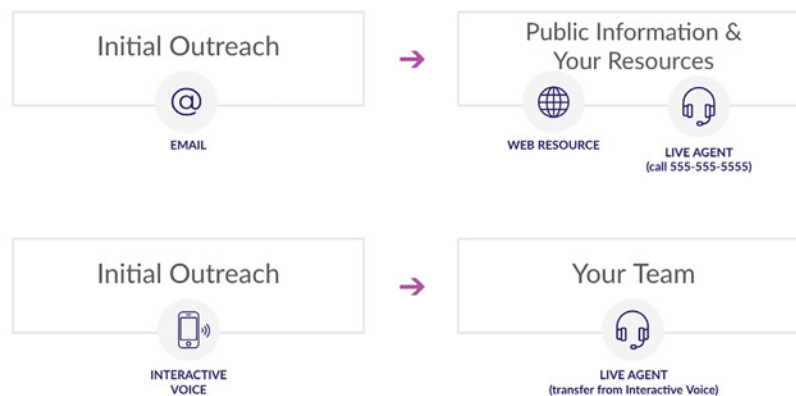 Initial Outreach
EMAIL
Public Information &
Your Resources
WEB RESOURCE
LIVE AGENT
(call 555-555-5555)
Initial Outreach
INTERACTIVE
VOICE
Your Team
LIVE AGENT
(transfer from Interactive Voice)